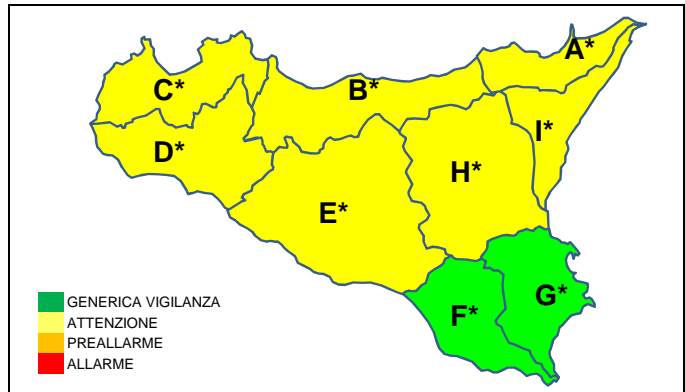 A*
B*
C*
I*
D*
H*
E*
G*
F*
GENERICA VIGILANZA
ATTENZIONE
PREALLARME
ALLARME